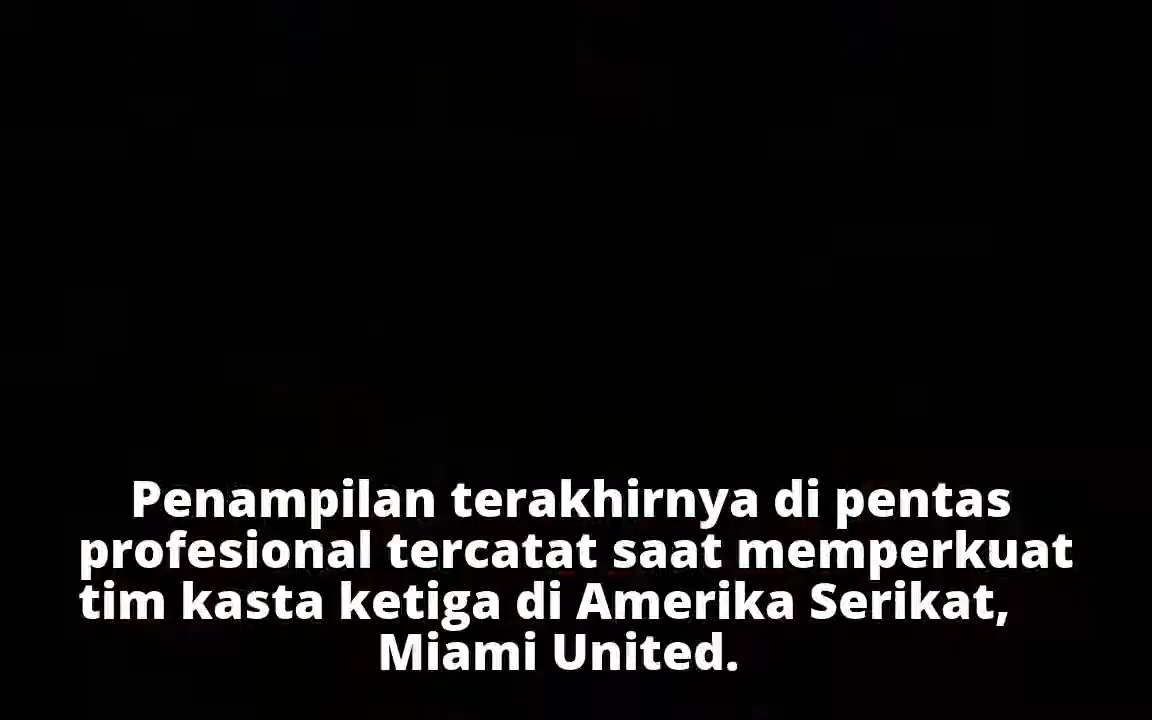 Penampilan terakhirnya di pentas
profesional tercatat saat memperkuat
tim kasta ketiga di Amerika Serikat,
Miami United.